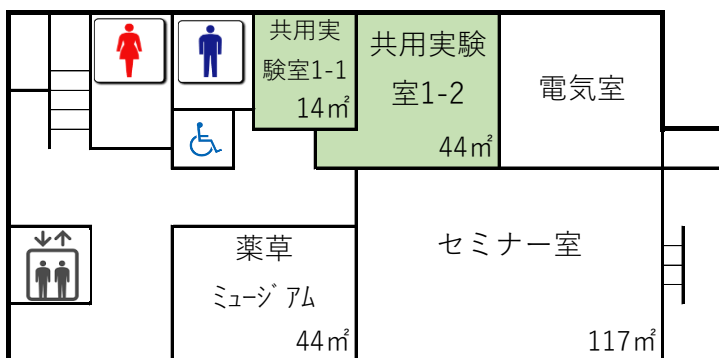 共用実
験室1-1
14㎡
共用実験
室1-2
44㎡
電気室
薬草
ﾐｭｰｼﾞｱﾑ
44㎡
セミナー室
117㎡